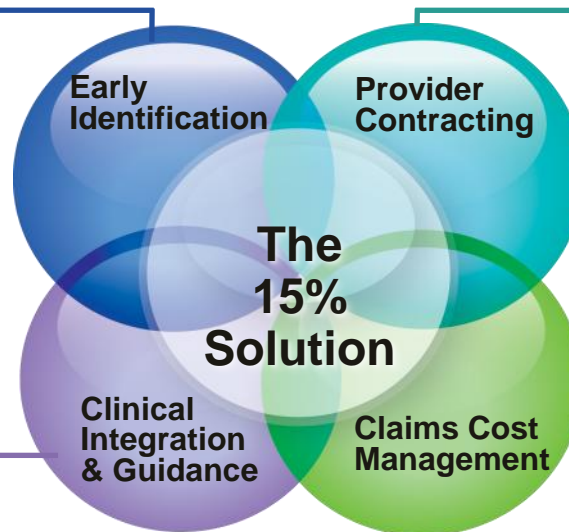 Early
Identification
Provider
Contracting
The
15%
Solution
Clinical
Integration
& Guidance
Claims Cost
Management